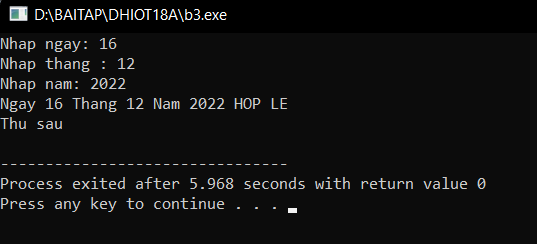 D:\BAITAP\DHIOT18A\b3.exe
Nhap ngay: 16
Nhap thang : 12
Nhap nam: 2022
Ngay 16 Thang 12 Nam 2022 HOP LE
Thu sau
--------------------------------
Process exited after 5.968 seconds with return value 0
Press any key to continue . . .